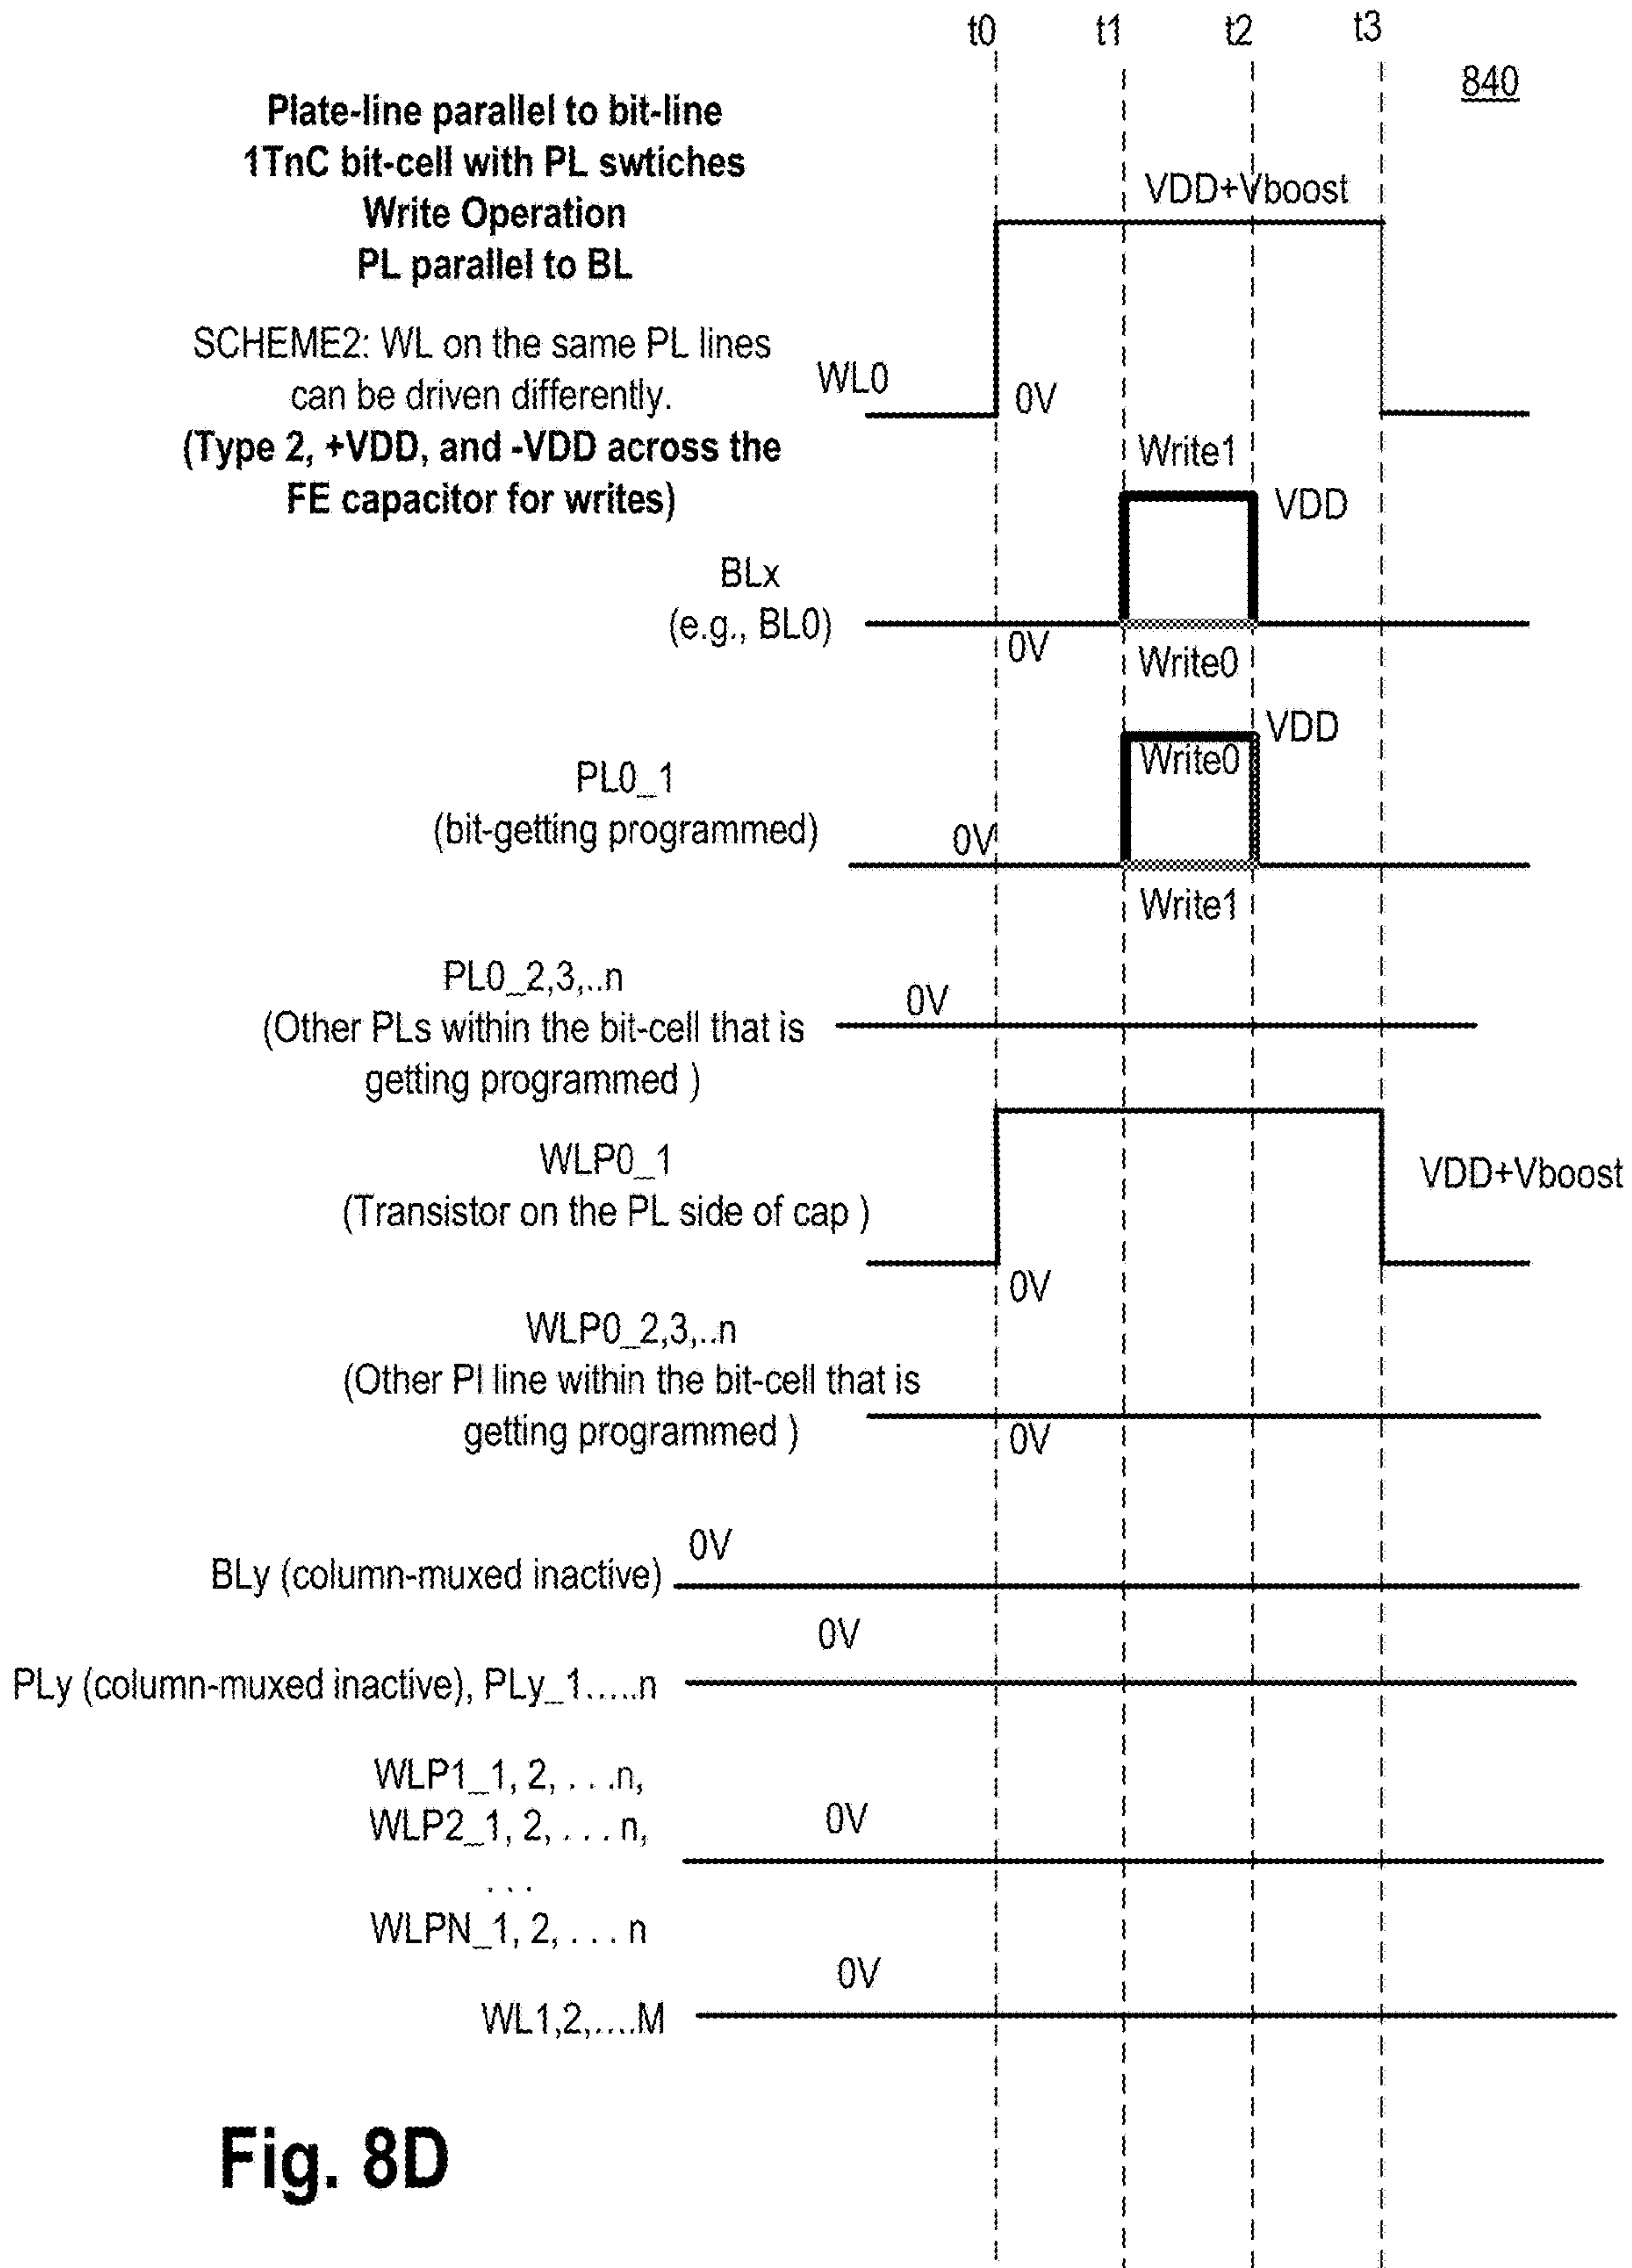 t0 t1 t2 t3
840
Plate-line parallel to bit-line
1TnC bit-cell with PL swtiches
Write Operation
PL parallel to BL
VDD+Vboost
SCHEME2: WL on the same PL lines
can be driven differently.
(Type 2, +VDD, and -VDD across the
FE capacitor for writes)
WL0
0V
Write1
VDD
BLx
(e.g., BL0)
0V
Write0
VDD
Write0
PL0_1
(bit-getting programmed)
0V
Write1
PL0_2,3,..n
(Other PLs within the bit-cell that is
getting programmed )
0V
WLP0_1
(Transistor on the PL side of cap )
VDD+Vboost
0V
WLP0_2,3,..n
(Other Pl line within the bit-cell that is
getting programmed )
0V
BLy (column-muxed inactive)
0V
PLy (column-muxed inactive), PLy_1.....n
0V
WLP1_1, 2, . . .n,
WLP2_1, 2, . . . n,
. . .
WLPN_1, 2, . . . n
0V
WL1,2,....M
0V
Fig. 8D